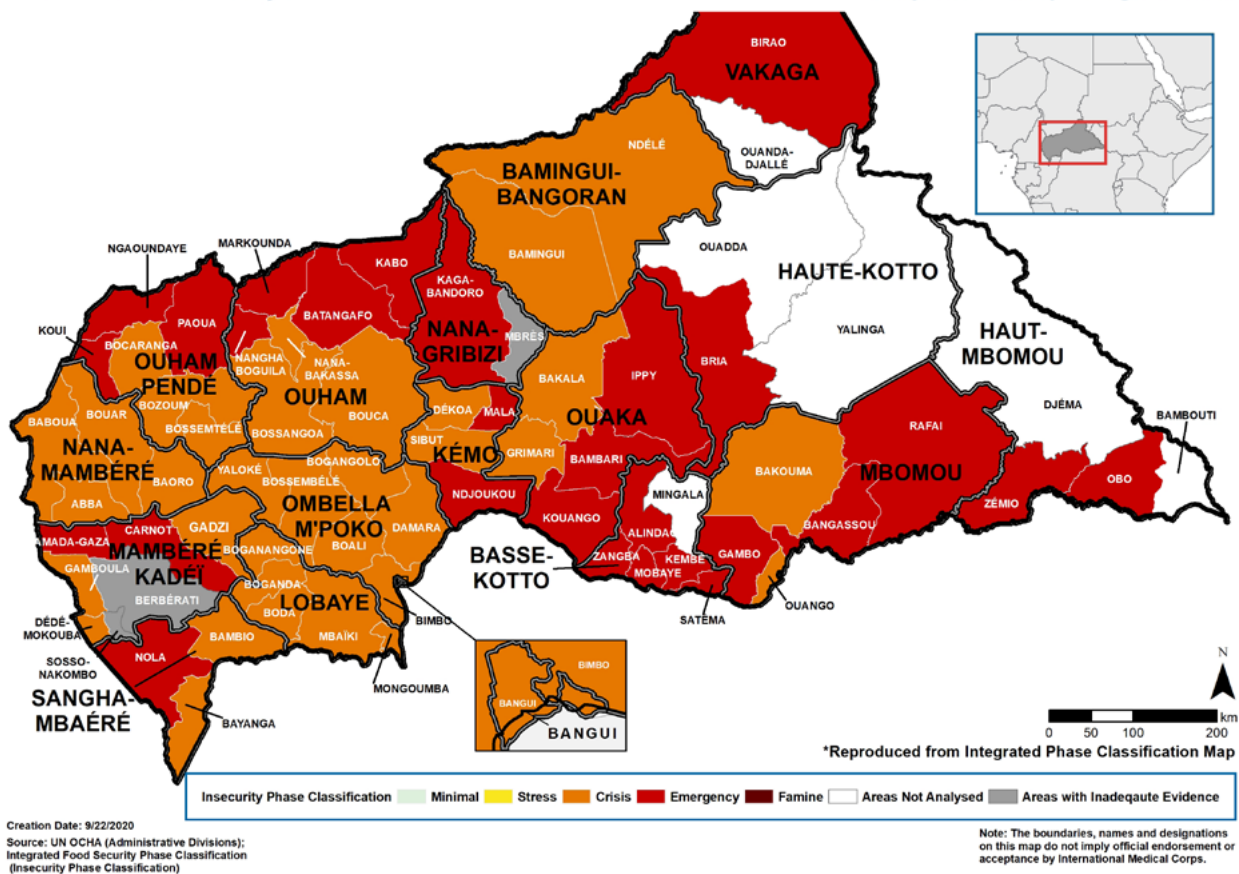 BIRAO
VAKAGA
OUANDA-
DJALLÉ
NDÉLÉ
BAMINGUI-
BANGORAN
BAMINGUI
OUADDA
HAUTE-KOTTO
YALINGA
HAUT-
MBOMOU
DJÉMA
BAMBOUTI
NGAOUNDAYE
MARKOUNDA
KABO
KAGA-
BANDORO
BATANGAFO
PAOUA
KOUI
BOCARANGA
NANA-
GRIBIZI
MBRÈS
OUHAM
PENDÉ
NANGHA
BOGUILA
NANA-
BAKASSA
BAKALA
IPPY
BRIA
OUHAM
BOUCA
DÉKOA
MALA
OUAKA
BOZOUM
BOSSEMTÉLÉ
BOSSANGOA
BABOUA
BOUAR
NANA-
MAMBÉRÉ
SIBUT
KÉMO
GRIMARI
RAFAI
YALOKÉ
BOGANGOLO
BOSSEMBÉLÉ
BAMBARI
BAKOUMA
MBOMOU
ABBA
BAORO
OMBELLA
M'POKO
NDJOUKOU
MINGALA
OBO
ZÉMIO
CARNOT
GADZI
DAMARA
KOUANGO
ALINDAO
BANGASSOU
AMADA-GAZA
MAMBÉRÉ
KADÉÏ
BOGANANGONE
BOALI
BASSE-
KOTTO
ZANGBA
KEMBÉ
GAMBO
MOBAYE
GAMBOULA
BERBÉRATI
BOGANDA
LOBAYE
BODA
BIMBO
SATÉMA
OUANGO
DÉDÉ-
MOKOUBA
BAMBIO
MBAÏKI
SOSSO-
NAKOMBO
NOLA
MONGOUMBA
SANGHA-
MBAÉRÉ
BAYANGA
BIMBO
BANGUI
BANGUI
N
km
0 50 100 200
*Reproduced from Integrated Phase Classification Map
Insecurity Phase Classification Minimal Stress Crisis Emergency Famine Areas Not Analysed Areas with Inadeqaute Evidence
Creation Date: 9/22/2020
Source: UN OCHA (Administrative Divisions);
Integrated Food Security Phase Classification
(Insecurity Phase Classification)
Note: The boundaries, names and designations
on this map do not imply official endorsement or
acceptance by International Medical Corps.